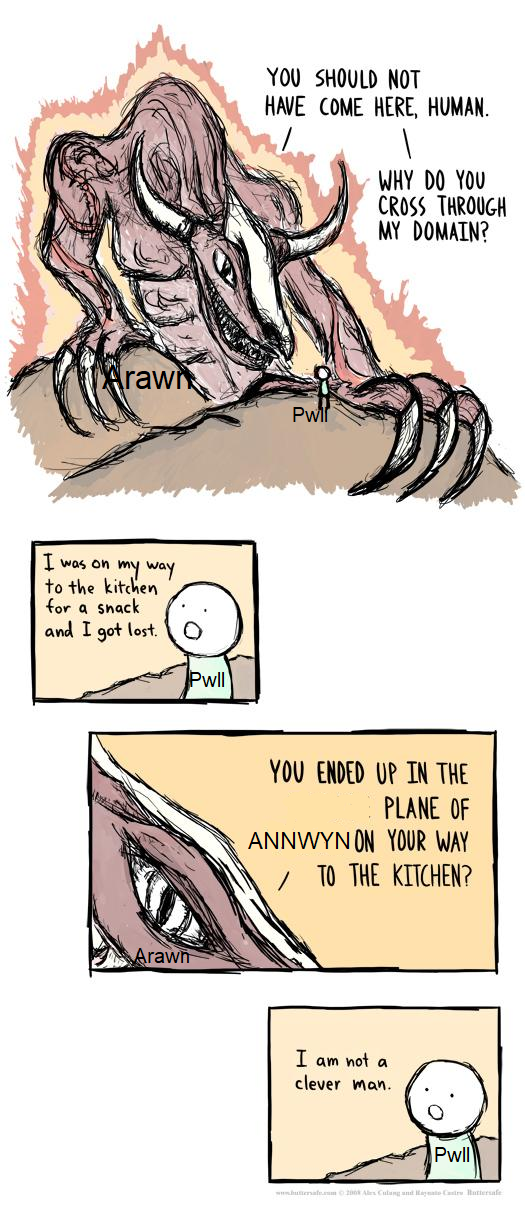 YOU SHOULD NOT
HAVE COME HERE, HUMAN.
WHY DO YOU
CROSS THROUGH
MY DOMAIN?
Arawn
Pwll
I was on my way
to the kitchen
for a snack
and I got lost.
Pwll
YOU ENDED UP IN THE
PLANE OF
ANNWYN ON YOUR WAY
TO THE KITCHEN?
Arawn
I am not a
clever man.
Pwll
www.buttersafe.com © 2008 Alex Culang and Raynato Castro Buttersafe